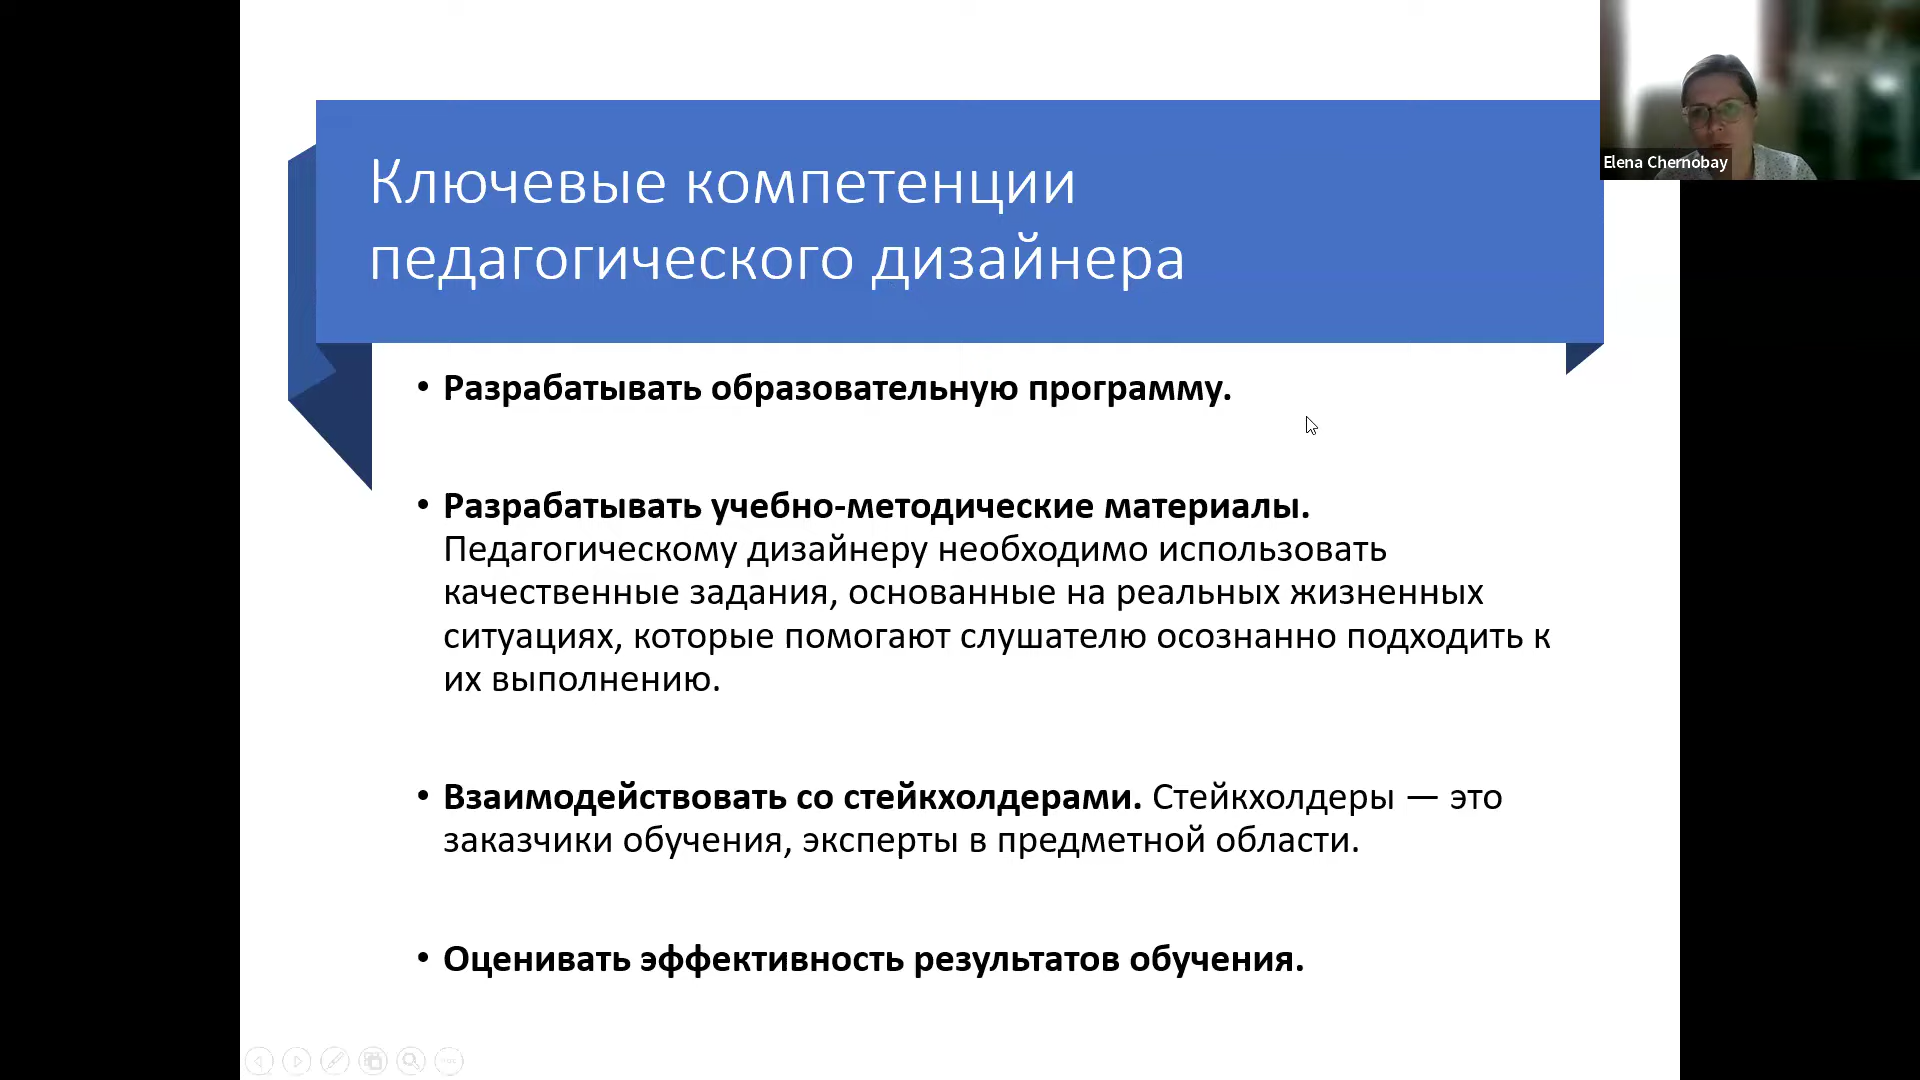 Ключевые компетенции
педагогического дизайнера
• Разрабатывать образовательную программу.
• Разрабатывать учебно-методические материалы.
Педагогическому дизайнеру необходимо использовать
качественные задания, основанные на реальных жизненных
ситуациях, которые помогают слушателю осознанно подходить к
их выполнению.
• Взаимодействовать со стейкхолдерами. Стейкхолдеры — это
заказчики обучения, эксперты в предметной области.
• Оценивать эффективность результатов обучения.
Elena Chernobay